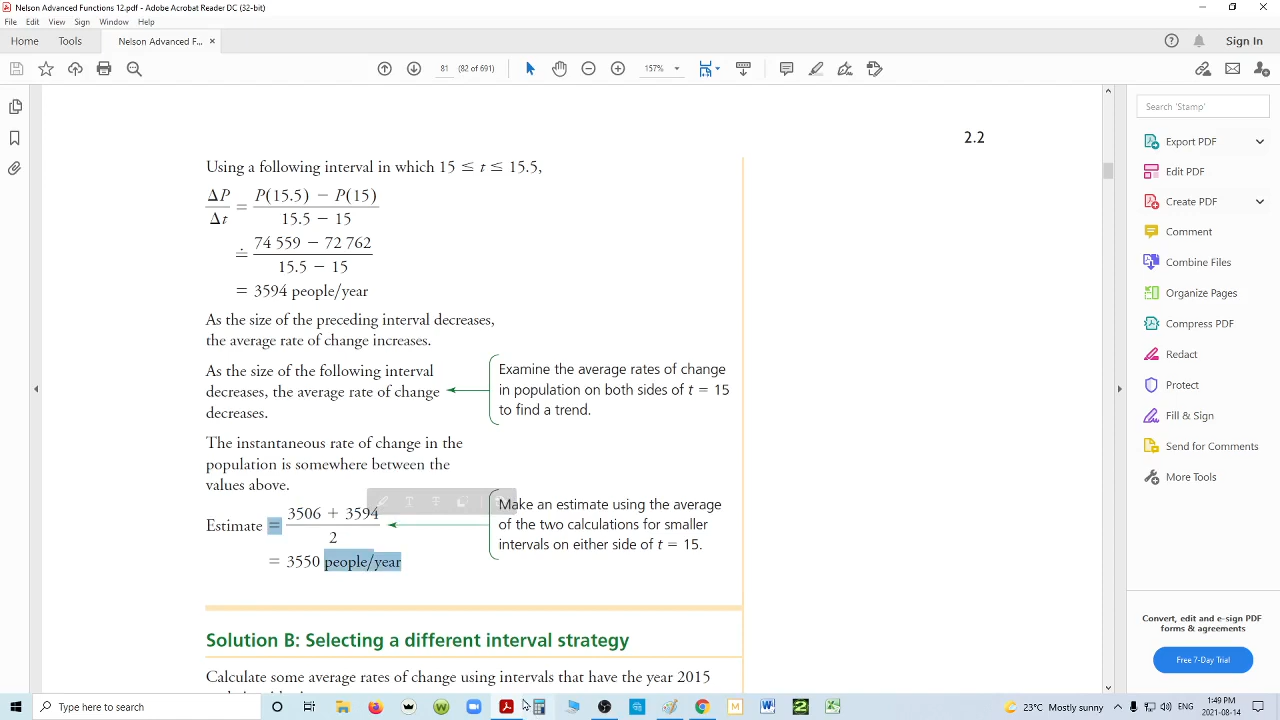 Nelson Advanced Functions 12.pdf - Adobe Acrobat Reader DC (32-bit)
File Edit View Sign Window Help
Home Tools Nelson Advanced F... × Sign In
81 (82 of 691) 157%
2.2
Using a following interval in which 15 ≤ t ≤ 15.5,
ΔP/Δt = (P(15.5) − P(15))/(15.5 − 15)
≐ (74 559 − 72 762)/(15.5 − 15)
= 3594 people/year
As the size of the preceding interval decreases,
the average rate of change increases.
As the size of the following interval
decreases, the average rate of change
decreases.
Examine the average rates of change
in population on both sides of t = 15
to find a trend.
The instantaneous rate of change in the
population is somewhere between the
values above.
Estimate = (3506 + 3594)/2
= 3550 people/year
Make an estimate using the average
of the two calculations for smaller
intervals on either side of t = 15.
Solution B: Selecting a different interval strategy
Calculate some average rates of change using intervals that have the year 2015
Search 'Stamp'
Export PDF
Edit PDF
Create PDF
Comment
Combine Files
Organize Pages
Compress PDF
Redact
Protect
Fill & Sign
Send for Comments
More Tools
Convert, edit and e-sign PDF
forms & agreements
Free 7-Day Trial
Type here to search
23°C Mostly sunny
1:49 PM
2021-08-14